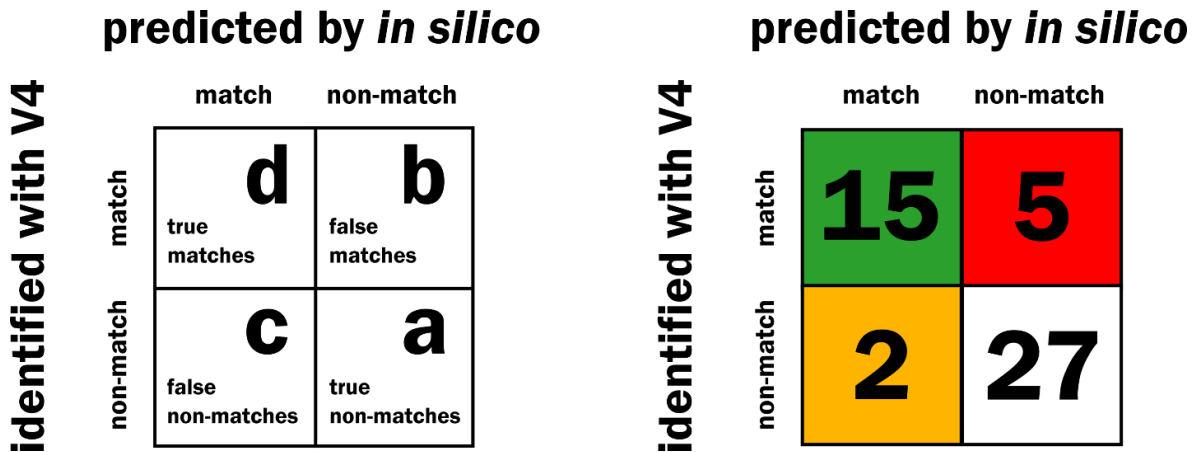 predicted by in silico
match non-match
identified with V4
match
d
true
matches
b
false
matches
non-match
c
false
non-matches
a
true
non-matches
predicted by in silico
match non-match
identified with V4
match
15
5
non-match
2
27